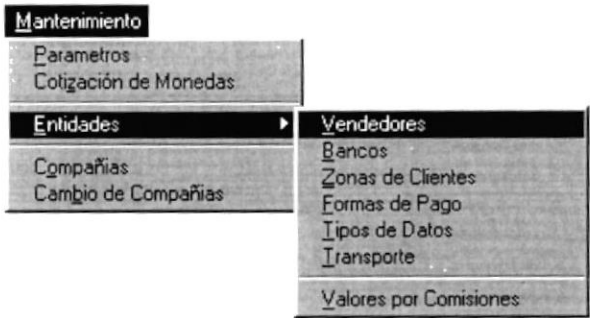 Mantenimiento
Parametros
Cotización de Monedas
Entidades
Compañias
Cambio de Compañias
Vendedores
Bancos
Zonas de Clientes
Formas de Pago
Tipos de Datos
Transporte
Valores por Comisiones